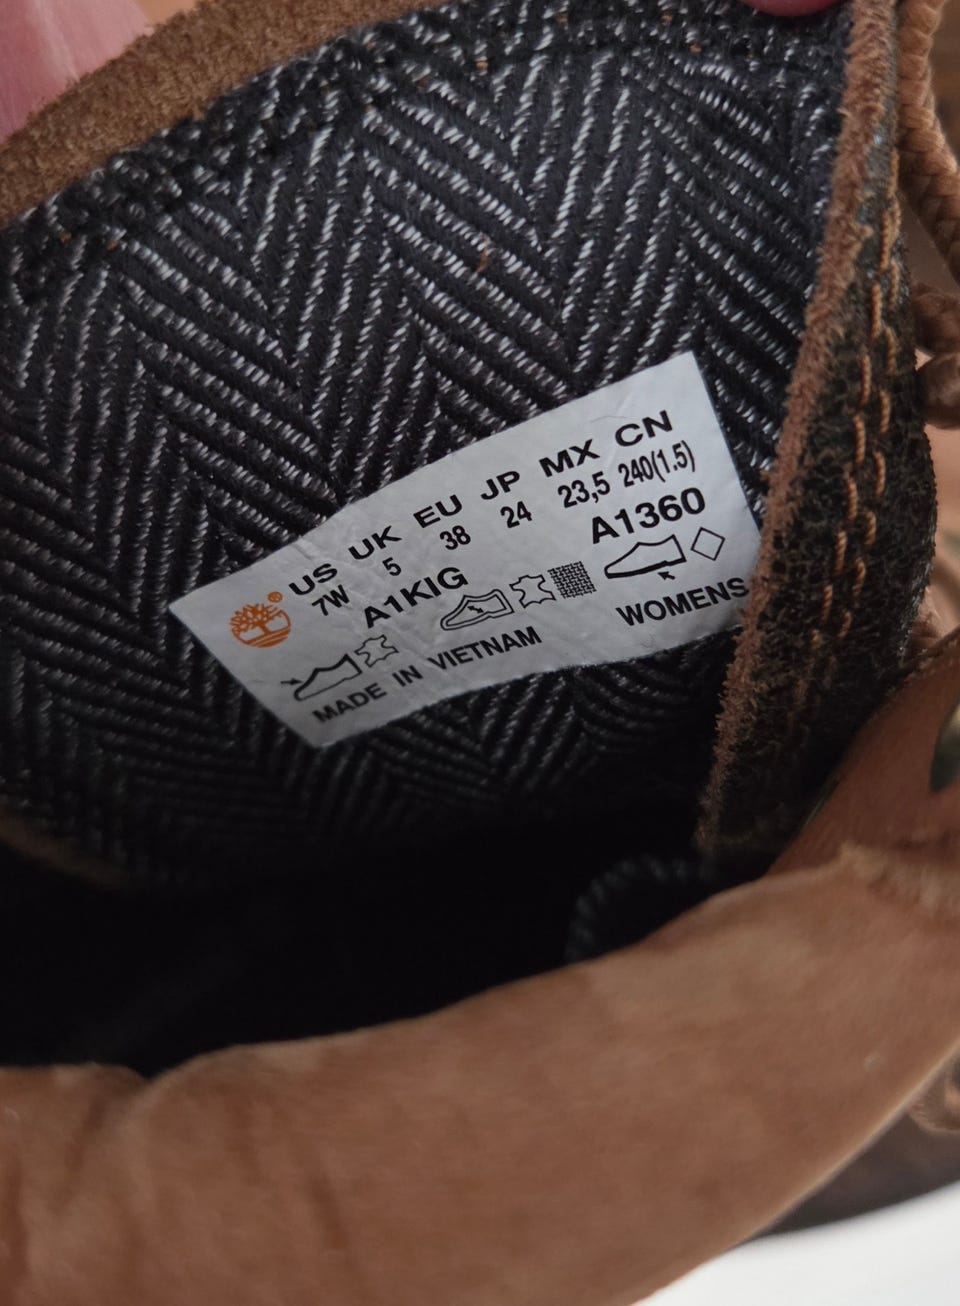 US UK EU JP MX CN
7W 5 38 24 23,5 240(1.5)
A1KIG A1360
MADE IN VIETNAM WOMENS